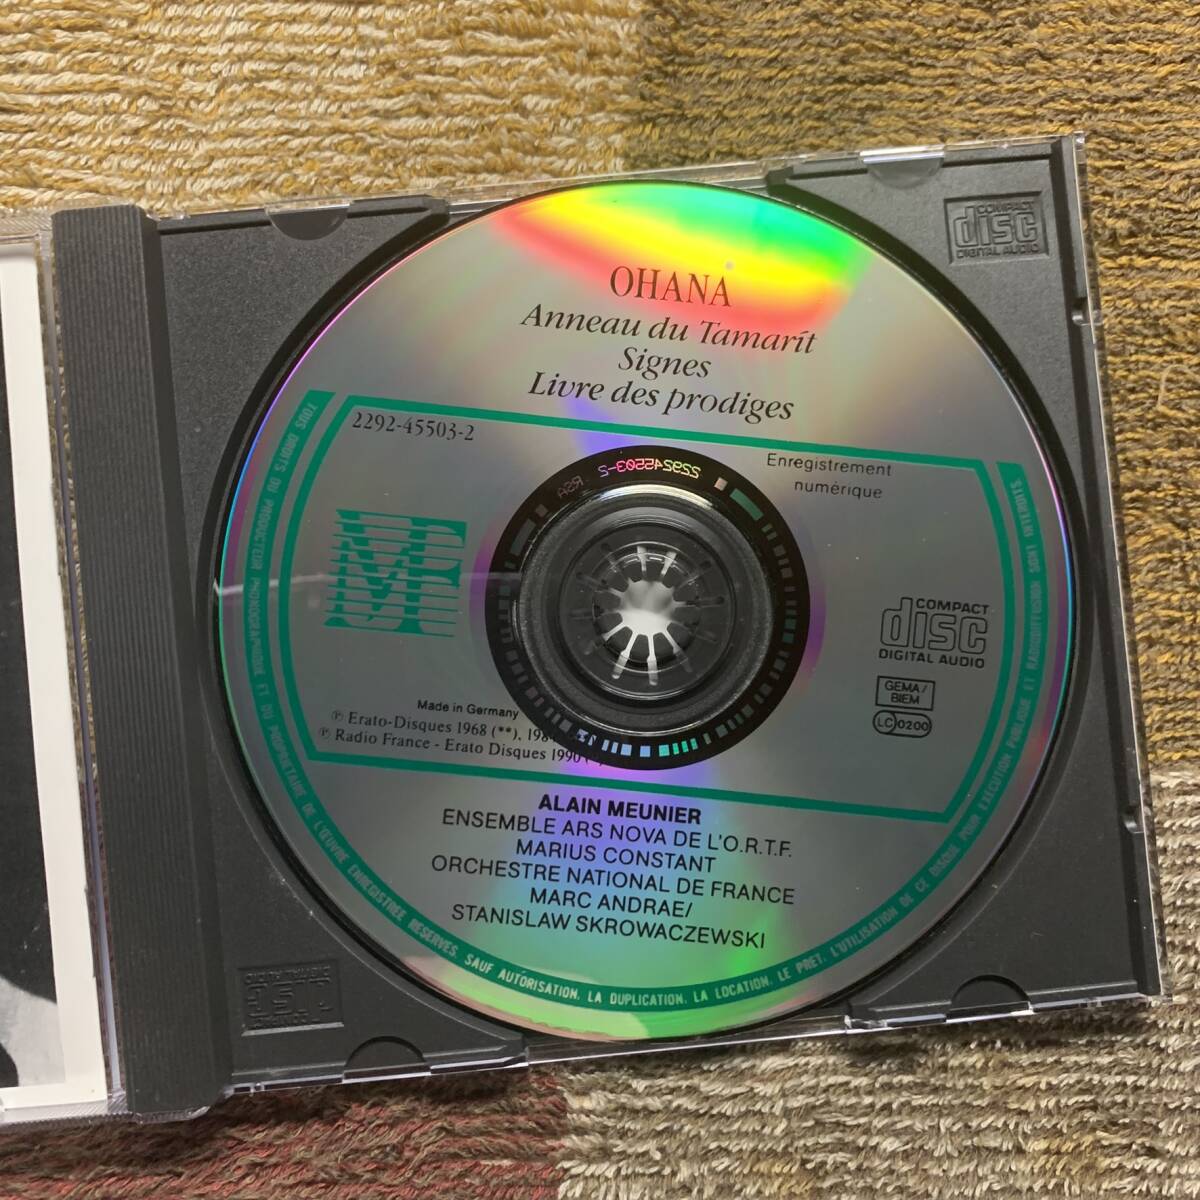 COMPACT
disc
DIGITAL AUDIO
OHANA
Anneau du Tamarít
Signes
Livre des prodiges
2292-45503-2
Enregistrement
numérique
229245503-2 RSA
COMPACT
disc
DIGITAL AUDIO
GEMA/
BIEM
LC 0200
Made in Germany
℗ Erato-Disques 1968 (**), 198
℗ Radio France - Erato Disques 1990
ALAIN MEUNIER
ENSEMBLE ARS NOVA DE L'O.R.T.F.
MARIUS CONSTANT
ORCHESTRE NATIONAL DE FRANCE
MARC ANDRAE/
STANISLAW SKROWACZEWSKI
TOUS DROITS DU PRODUCTEUR PHONOGRAPHIQUE ET DU PROPRIETAIRE DE L'ŒUVRE ENREGISTREE RESERVES. SAUF AUTORISATION, LA DUPLICATION, LA LOCATION, LE PRET, L'UTILISATION DE CE DISQUE POUR EXECUTION PUBLIQUE ET RADIODIFFUSION SONT INTERDITS